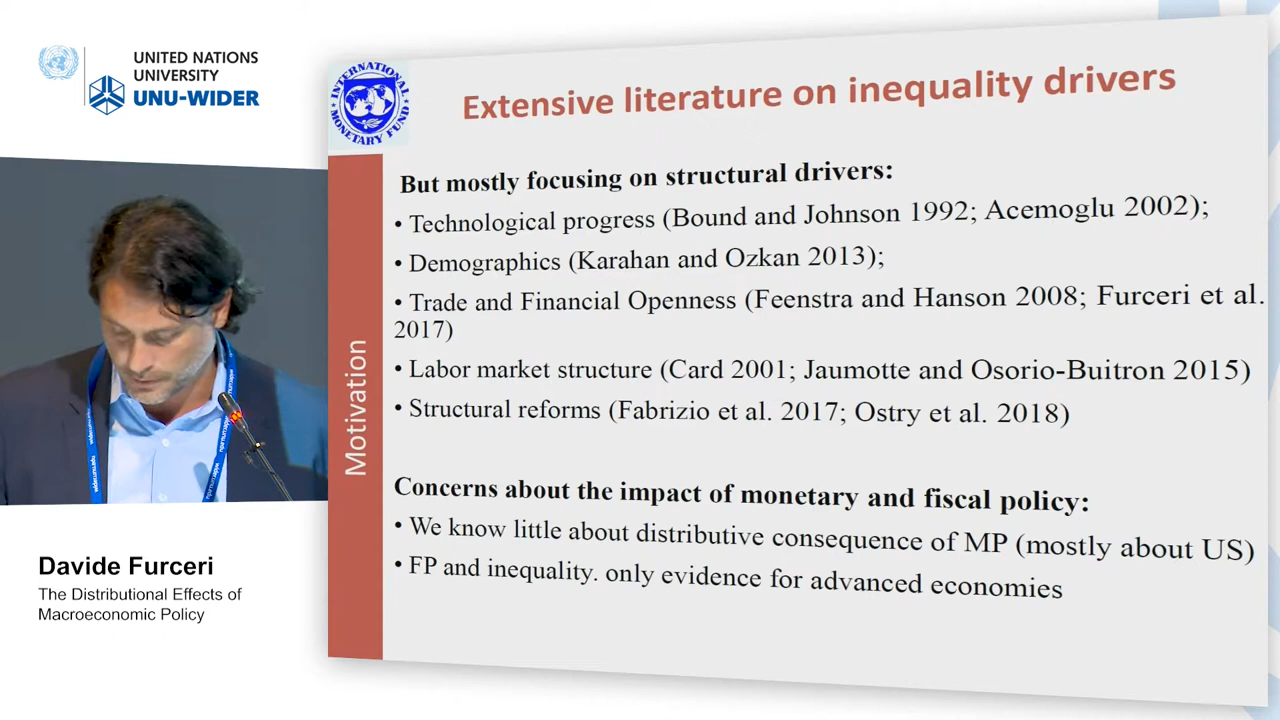 UNITED NATIONS
UNIVERSITY
UNU-WIDER
INTERNATIONAL MONETARY FUND
Extensive literature on inequality drivers
Motivation
But mostly focusing on structural drivers:
• Technological progress (Bound and Johnson 1992; Acemoglu 2002);
• Demographics (Karahan and Ozkan 2013);
• Trade and Financial Openness (Feenstra and Hanson 2008; Furceri et al.
2017)
• Labor market structure (Card 2001; Jaumotte and Osorio-Buitron 2015)
• Structural reforms (Fabrizio et al. 2017; Ostry et al. 2018)
Concerns about the impact of monetary and fiscal policy:
• We know little about distributive consequence of MP (mostly about US)
• FP and inequality. only evidence for advanced economies
Davide Furceri
The Distributional Effects of
Macroeconomic Policy